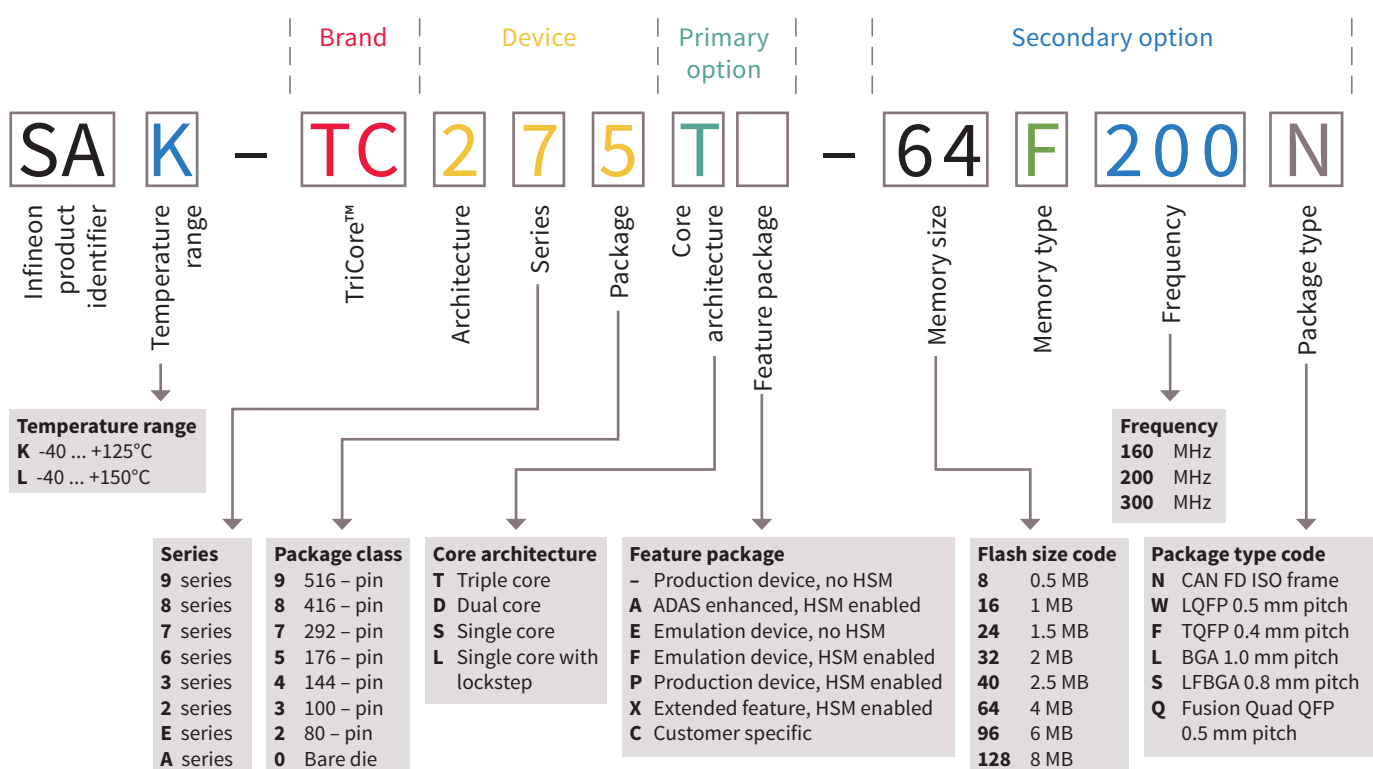 Brand
Device
Primary
option
Secondary option
SA K – TC 2 7 5 T – 64 F 200 N
Infineon
product
identifier
Temperature
range
TriCore™
Architecture
Series
Package
Core
architecture
Feature package
Memory size
Memory type
Frequency
Package type
Temperature range
K -40 ... +125°C
L -40 ... +150°C
Frequency
160 MHz
200 MHz
300 MHz
Series
9 series
8 series
7 series
6 series
3 series
2 series
E series
A series
Package class
9 516 – pin
8 416 – pin
7 292 – pin
5 176 – pin
4 144 – pin
3 100 – pin
2 80 – pin
0 Bare die
Core architecture
T Triple core
D Dual core
S Single core
L Single core with
lockstep
Feature package
– Production device, no HSM
A ADAS enhanced, HSM enabled
E Emulation device, no HSM
F Emulation device, HSM enabled
P Production device, HSM enabled
X Extended feature, HSM enabled
C Customer specific
Flash size code
8 0.5 MB
16 1 MB
24 1.5 MB
32 2 MB
40 2.5 MB
64 4 MB
96 6 MB
128 8 MB
Package type code
N CAN FD ISO frame
W LQFP 0.5 mm pitch
F TQFP 0.4 mm pitch
L BGA 1.0 mm pitch
S LFBGA 0.8 mm pitch
Q Fusion Quad QFP
0.5 mm pitch